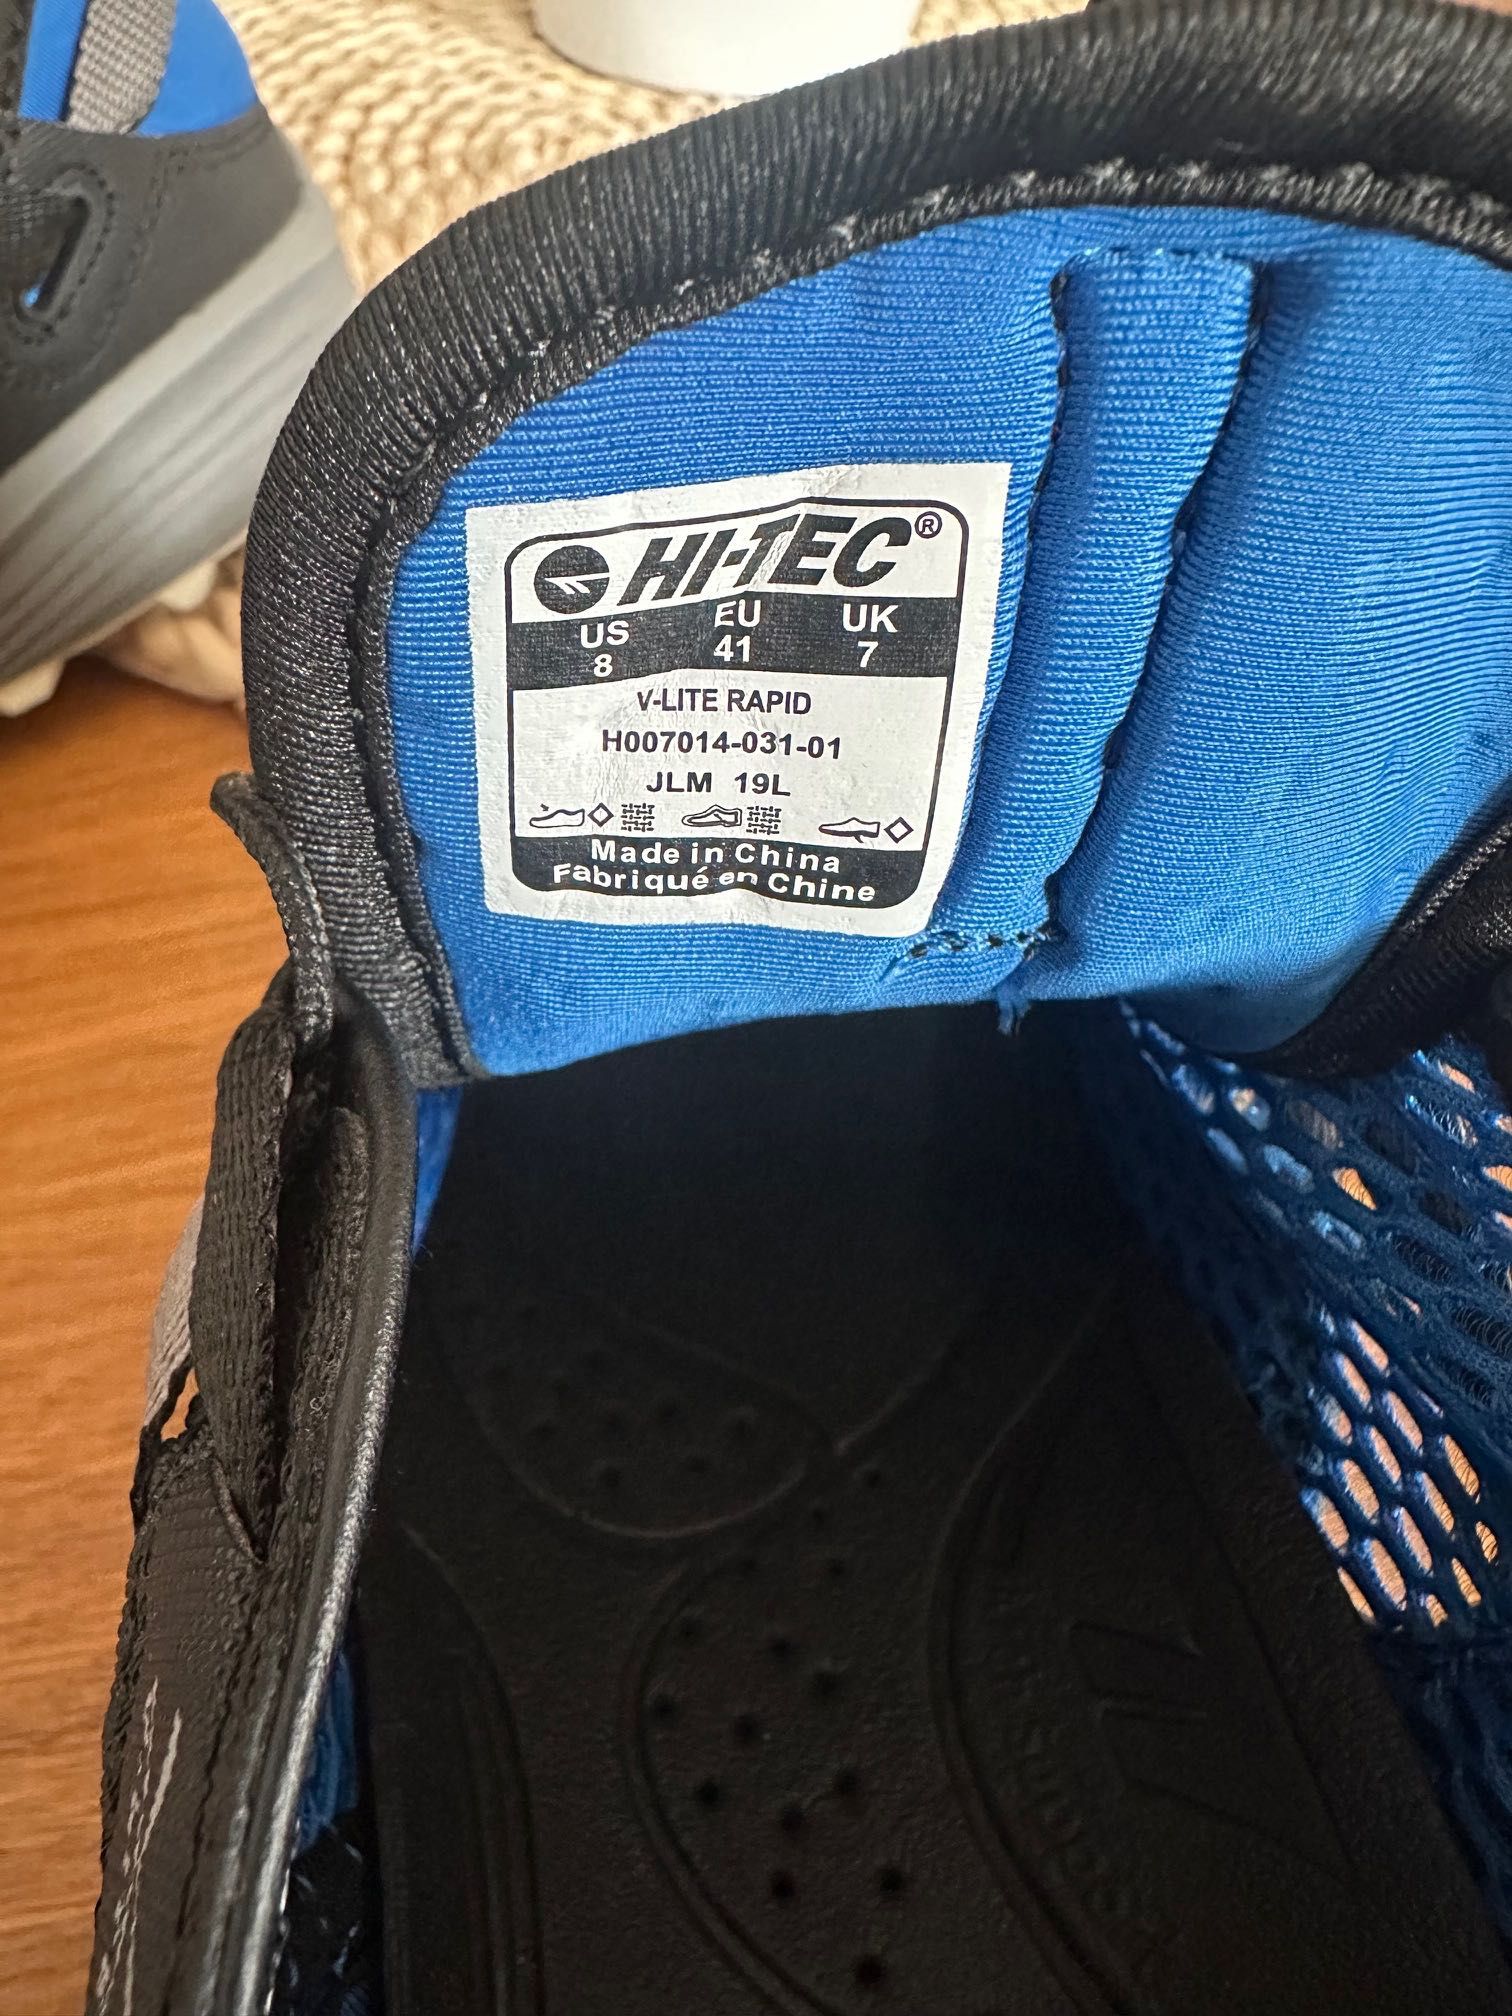 HI-TEC®
US EU UK
8 41 7
V-LITE RAPID
H007014-031-01
JLM 19L
Made in China
Fabriqué en Chine